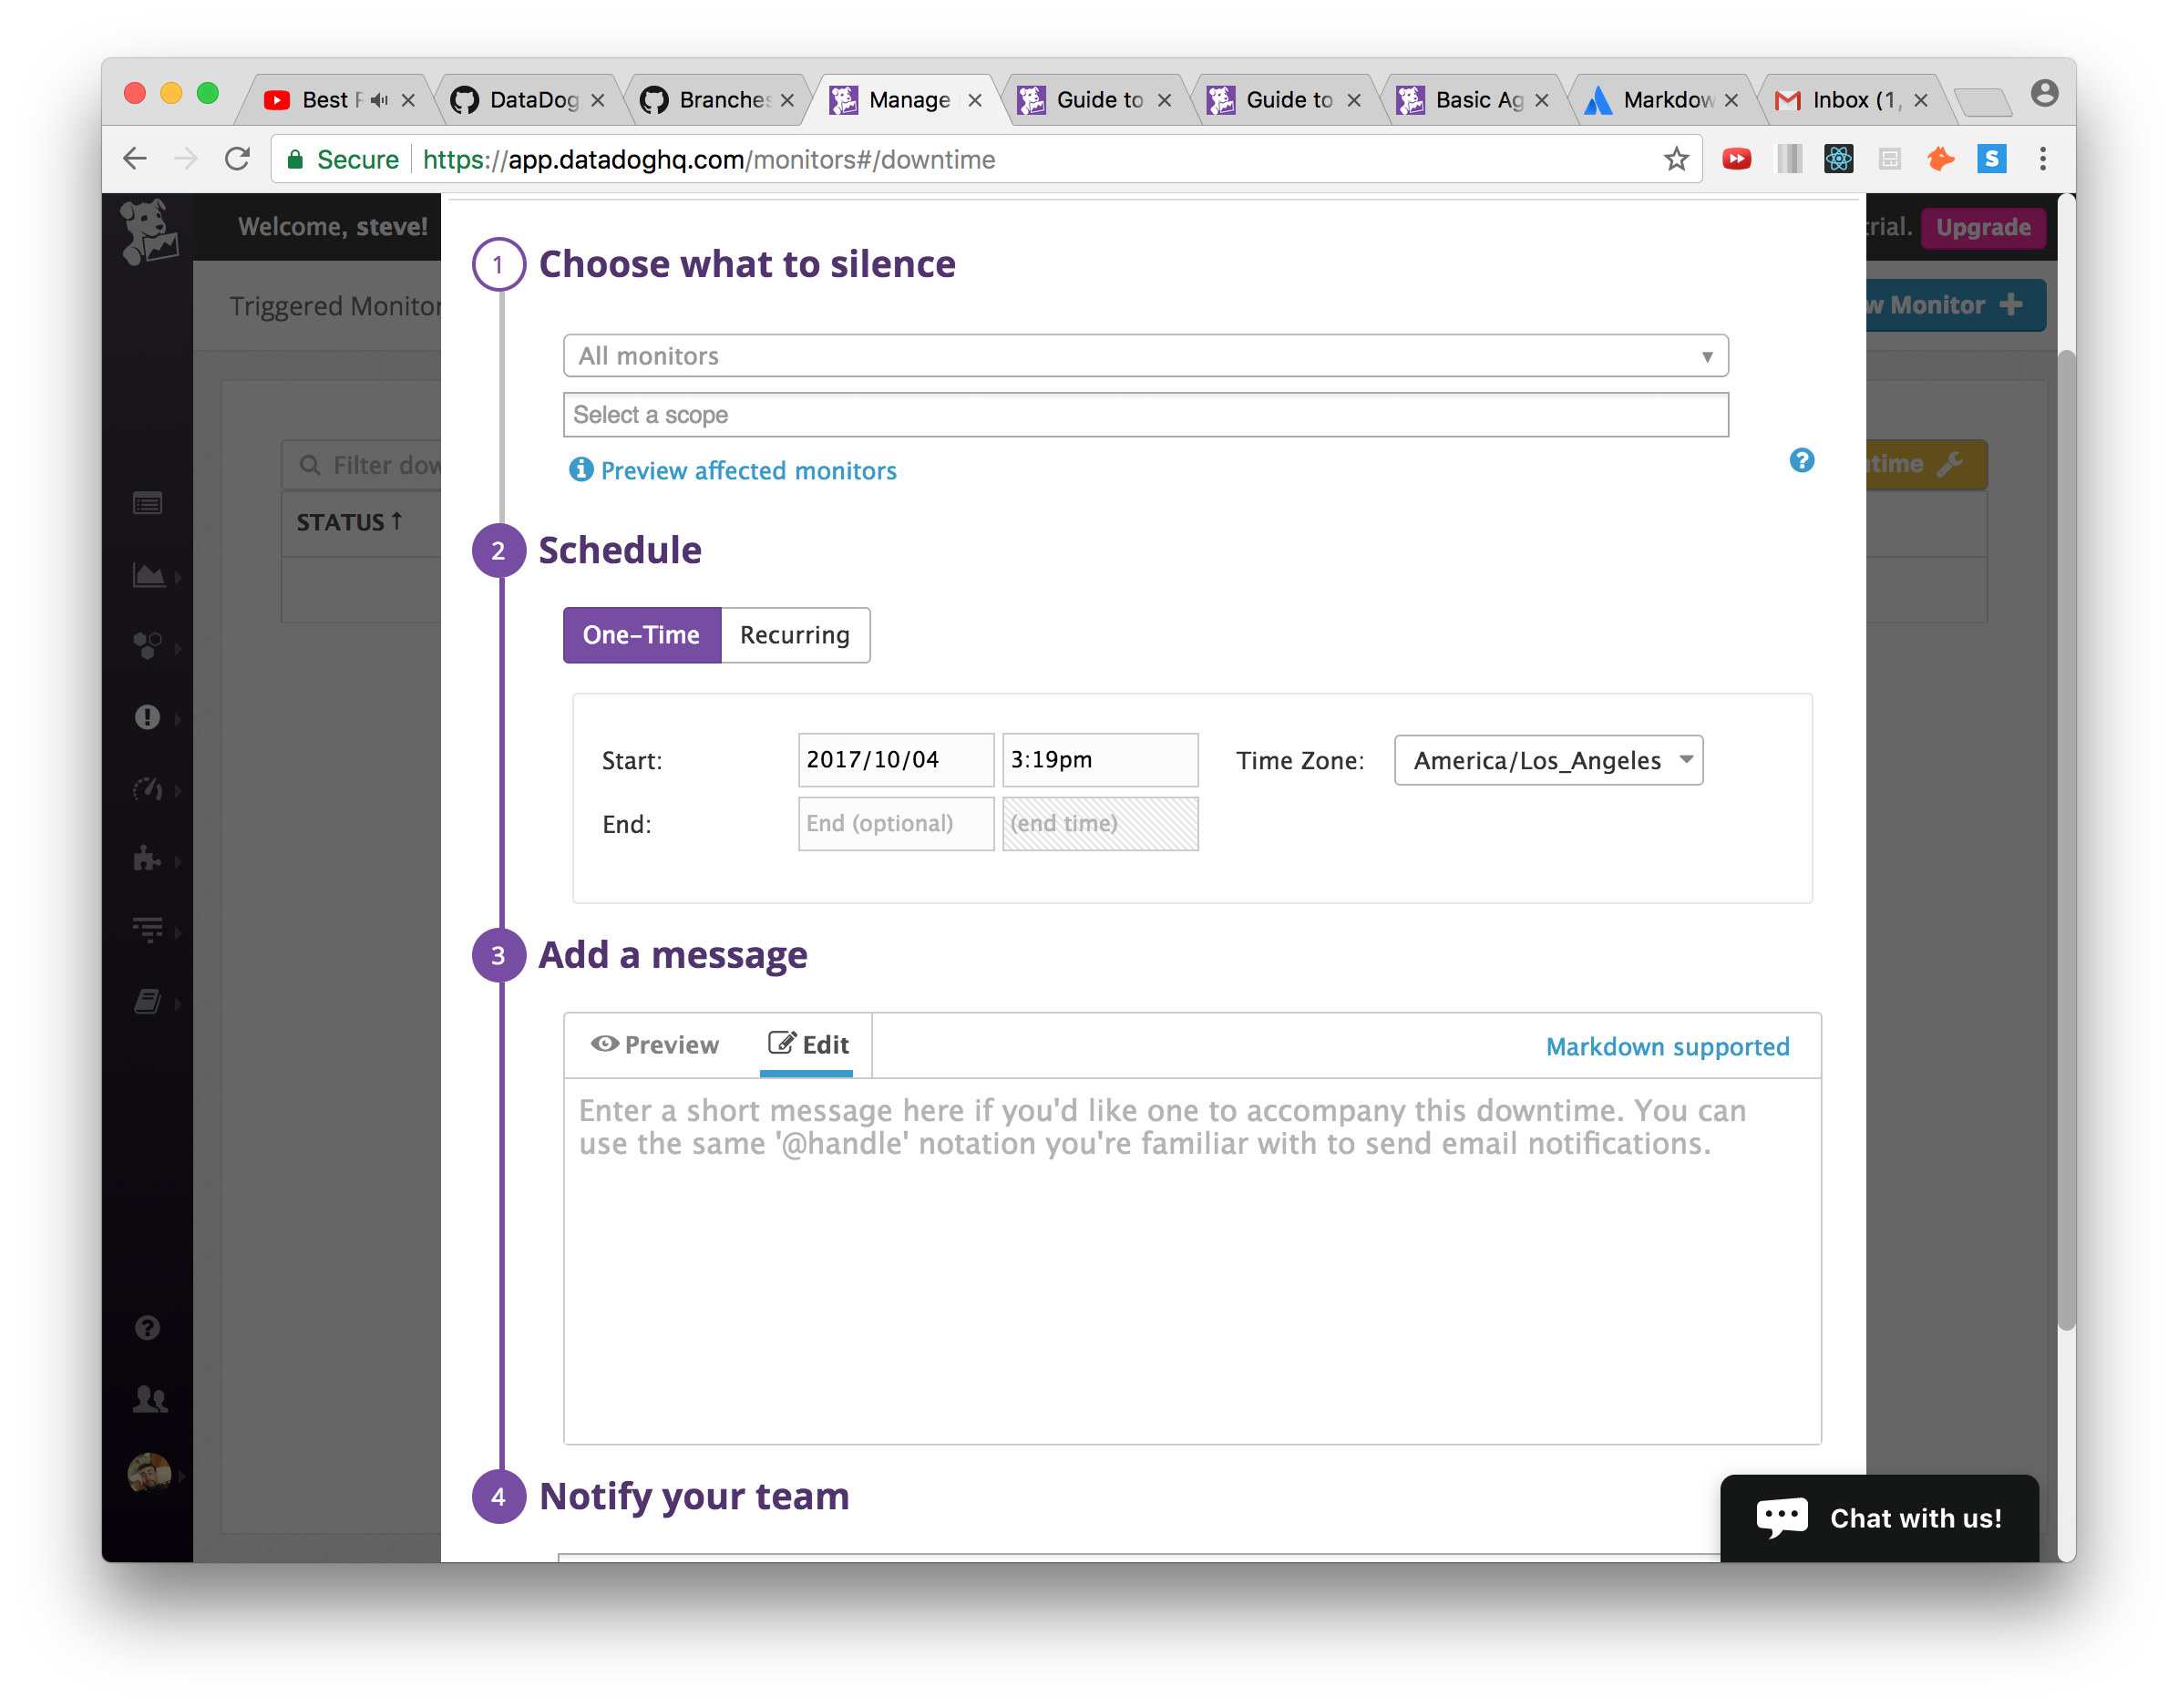 Best
DataDog
Branches
Manage
Guide to
Guide to
Basic Ag
Markdow
Inbox (1,
Secure
https://app.datadoghq.com/monitors#/downtime
S
Welcome, steve!
trial.
Upgrade
1 Choose what to silence
Triggered Monitor
w Monitor
All monitors
Select a scope
Filter dow
ntime
Preview affected monitors
STATUS
2 Schedule
One-Time
Recurring
Start: 2017/10/04 3:19pm Time Zone: America/Los_Angeles
End: End (optional) (end time)
3 Add a message
Preview
Edit
Markdown supported
Enter a short message here if you'd like one to accompany this downtime. You can
use the same '@handle' notation you're familiar with to send email notifications.
4 Notify your team
Chat with us!